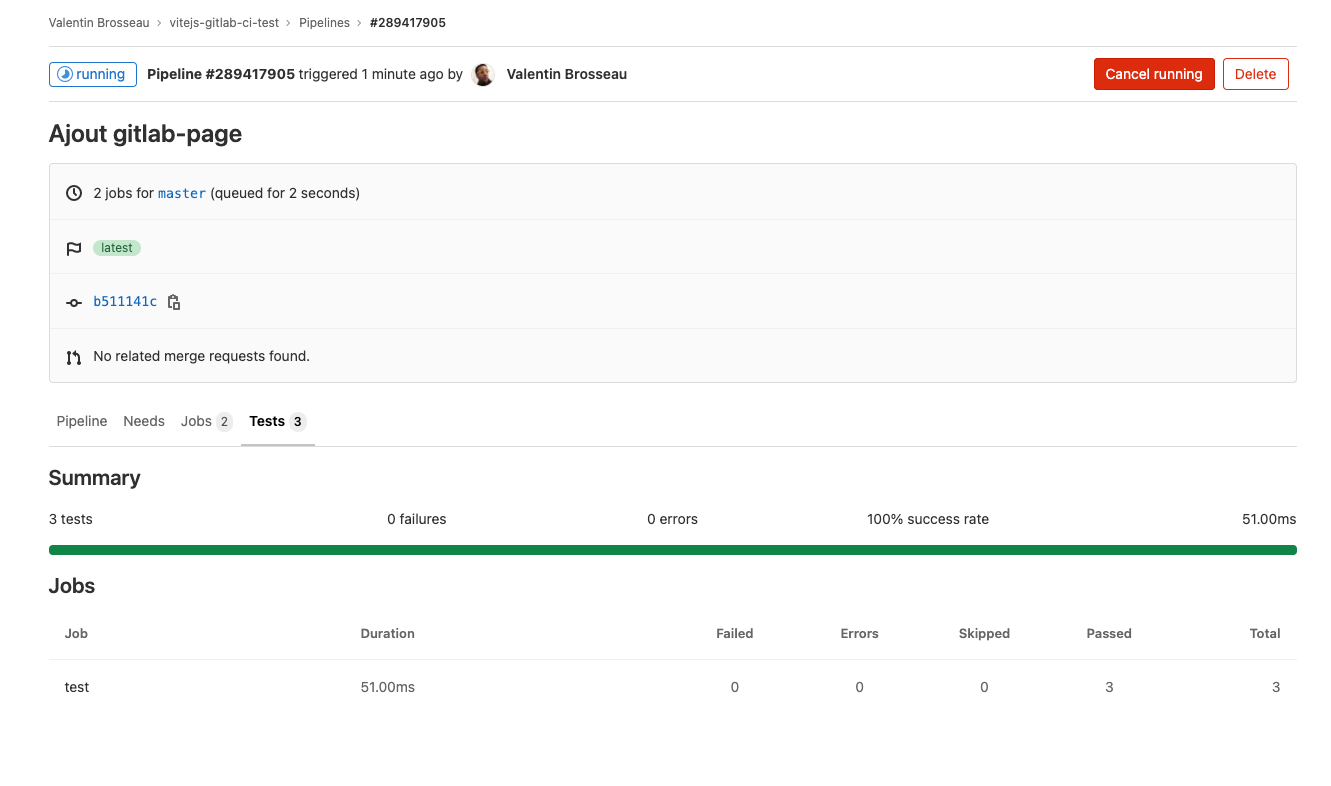 Valentin Brosseau > vitejs-gitlab-ci-test > Pipelines > #289417905
running Pipeline #289417905 triggered 1 minute ago by Valentin Brosseau Cancel running Delete
Ajout gitlab-page
2 jobs for master (queued for 2 seconds)
latest
b511141c
No related merge requests found.
Pipeline Needs Jobs 2 Tests 3
Summary
3 tests 0 failures 0 errors 100% success rate 51.00ms
Jobs
Job Duration Failed Errors Skipped Passed Total
test 51.00ms 0 0 0 3 3